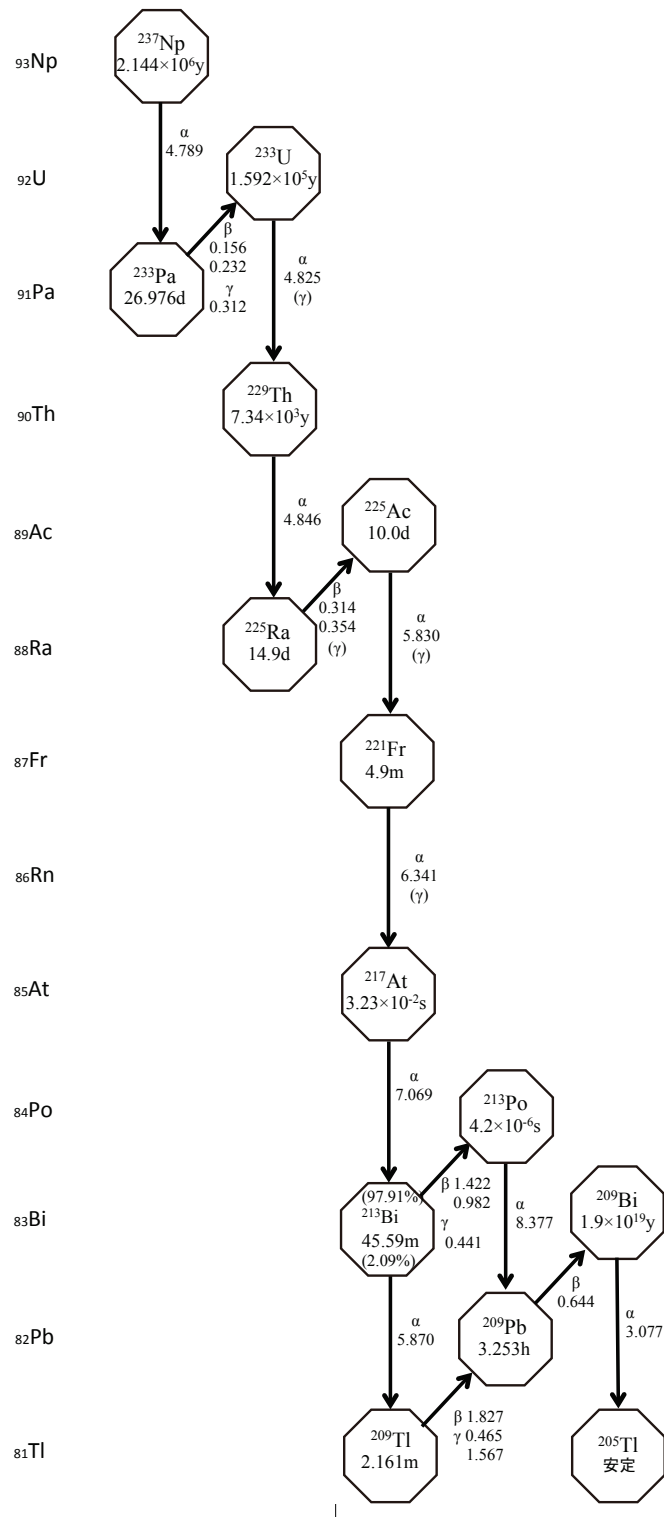 ₉₃Np
²³⁷Np
2.144×10⁶y
α
4.789
₉₂U
²³³U
1.592×10⁵y
β
0.156
0.232
γ
0.312
α
4.825
(γ)
₉₁Pa
²³³Pa
26.976d
₉₀Th
²²⁹Th
7.34×10³y
α
4.846
₈₉Ac
²²⁵Ac
10.0d
β
0.314
0.354
(γ)
α
5.830
(γ)
₈₈Ra
²²⁵Ra
14.9d
₈₇Fr
²²¹Fr
4.9m
₈₆Rn
α
6.341
(γ)
₈₅At
²¹⁷At
3.23×10⁻²s
α
7.069
₈₄Po
²¹³Po
4.2×10⁻⁶s
₈₃Bi
(97.91%)
²¹³Bi
45.59m
(2.09%)
β 1.422
0.982
γ
0.441
α
8.377
²⁰⁹Bi
1.9×10¹⁹y
β
0.644
α
3.077
₈₂Pb
α
5.870
²⁰⁹Pb
3.253h
₈₁Tl
²⁰⁹Tl
2.161m
β 1.827
γ 0.465
1.567
²⁰⁵Tl
安定